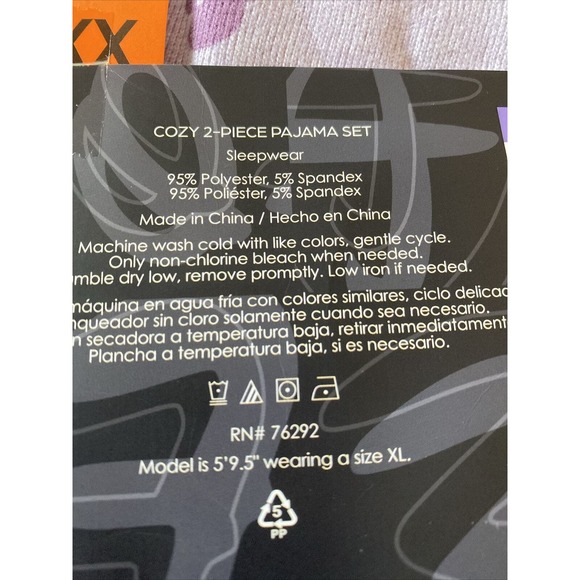 XX
COZY 2-PIECE PAJAMA SET
Sleepwear
95% Polyester, 5% Spandex
95% Poliéster, 5% Spandex
Made in China / Hecho en China
Machine wash cold with like colors, gentle cycle.
Only non-chlorine bleach when needed.
mble dry low, remove promptly. Low iron if needed.
máquina en agua fría con colores similares, ciclo delicad
nqueador sin cloro solamente cuando sea necesario.
n secadora a temperatura baja, retirar inmediatament
Plancha a temperatura baja, si es necesario.
RN# 76292
Model is 5'9.5" wearing a size XL.
5
PP